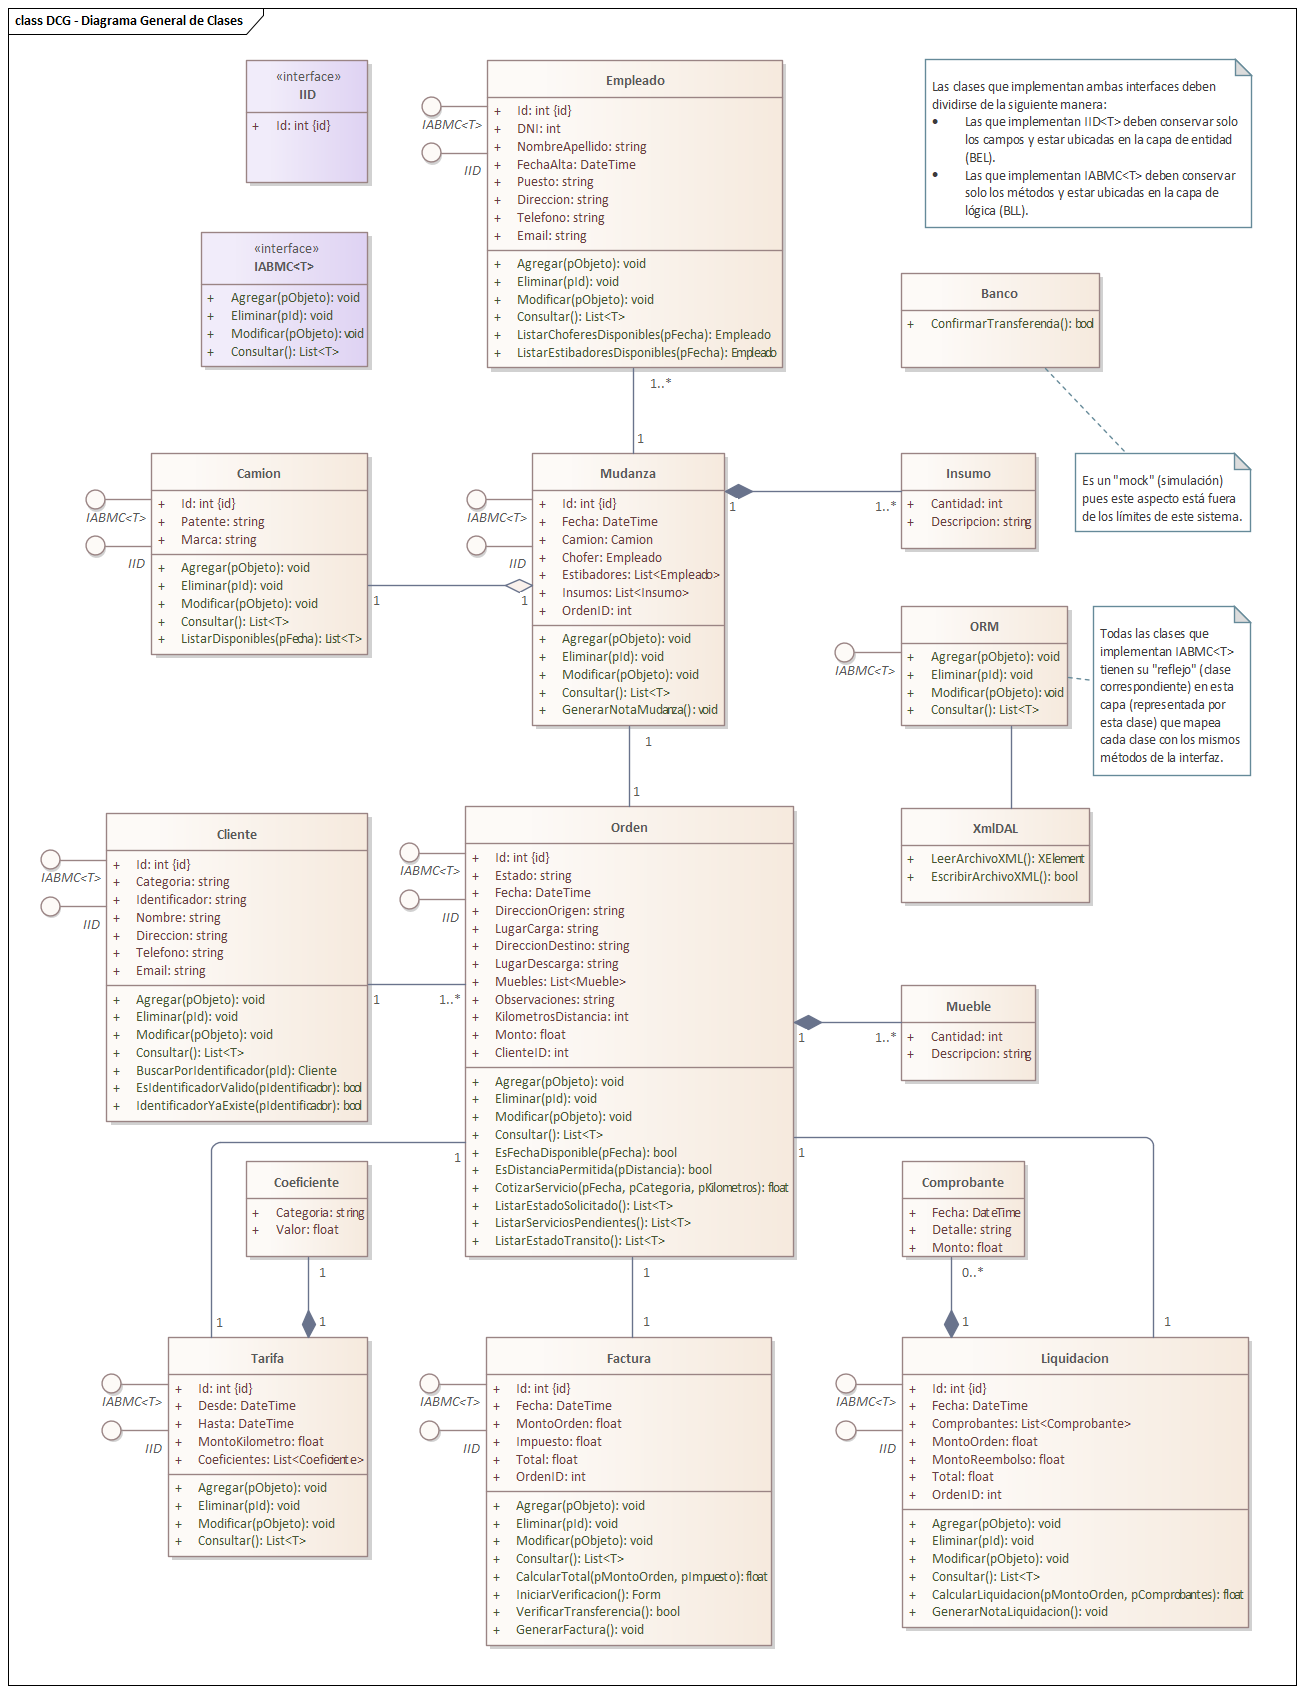 class DCG - Diagrama General de Clases
«interface»
IID
+ Id: int {id}
«interface»
IABMC<T>
+ Agregar(pObjeto): void
+ Eliminar(pId): void
+ Modificar(pObjeto): void
+ Consultar(): List<T>
Empleado
IABMC<T>
IID
+ Id: int {id}
+ DNI: int
+ NombreApellido: string
+ FechaAlta: DateTime
+ Puesto: string
+ Direccion: string
+ Telefono: string
+ Email: string
+ Agregar(pObjeto): void
+ Eliminar(pId): void
+ Modificar(pObjeto): void
+ Consultar(): List<T>
+ ListarChoferesDisponibles(pFecha): Empleado
+ ListarEstibadoresDisponibles(pFecha): Empleado
Las clases que implementan ambas interfaces deben
dividirse de la siguiente manera:
• Las que implementan IID<T> deben conservar solo
los campos y estar ubicadas en la capa de entidad
(BEL).
• Las que implementan IABMC<T> deben conservar
solo los métodos y estar ubicadas en la capa de
lógica (BLL).
Banco
+ ConfirmarTransferencia(): bool
Es un "mock" (simulación)
pues este aspecto está fuera
de los límites de este sistema.
1..*
1
Camion
IABMC<T>
IID
+ Id: int {id}
+ Patente: string
+ Marca: string
+ Agregar(pObjeto): void
+ Eliminar(pId): void
+ Modificar(pObjeto): void
+ Consultar(): List<T>
+ ListarDisponibles(pFecha): List<T>
1
1
Mudanza
IABMC<T>
IID
+ Id: int {id}
+ Fecha: DateTime
+ Camion: Camion
+ Chofer: Empleado
+ Estibadores: List<Empleado>
+ Insumos: List<Insumo>
+ OrdenID: int
+ Agregar(pObjeto): void
+ Eliminar(pId): void
+ Modificar(pObjeto): void
+ Consultar(): List<T>
+ GenerarNotaMudanza(): void
1
1..*
Insumo
+ Cantidad: int
+ Descripcion: string
ORM
IABMC<T>
+ Agregar(pObjeto): void
+ Eliminar(pId): void
+ Modificar(pObjeto): void
+ Consultar(): List<T>
Todas las clases que
implementan IABMC<T>
tienen su "reflejo" (clase
correspondiente) en esta
capa (representada por
esta clase) que mapea
cada clase con los mismos
métodos de la interfaz.
XmlDAL
+ LeerArchivoXML(): XElement
+ EscribirArchivoXML(): bool
1
1
Cliente
IABMC<T>
IID
+ Id: int {id}
+ Categoria: string
+ Identificador: string
+ Nombre: string
+ Direccion: string
+ Telefono: string
+ Email: string
+ Agregar(pObjeto): void
+ Eliminar(pId): void
+ Modificar(pObjeto): void
+ Consultar(): List<T>
+ BuscarPorIdentificador(pId): Cliente
+ EsIdentificadorValido(pIdentificador): bool
+ IdentificadorYaExiste(pIdentificador): bool
1
1..*
Orden
IABMC<T>
IID
+ Id: int {id}
+ Estado: string
+ Fecha: DateTime
+ DireccionOrigen: string
+ LugarCarga: string
+ DireccionDestino: string
+ LugarDescarga: string
+ Muebles: List<Mueble>
+ Observaciones: string
+ KilometrosDistancia: int
+ Monto: float
+ ClienteID: int
+ Agregar(pObjeto): void
+ Eliminar(pId): void
+ Modificar(pObjeto): void
+ Consultar(): List<T>
+ EsFechaDisponible(pFecha): bool
+ EsDistanciaPermitida(pDistancia): bool
+ CotizarServicio(pFecha, pCategoria, pKilometros): float
+ ListarEstadoSolicitado(): List<T>
+ ListarServiciosPendientes(): List<T>
+ ListarEstadoTransito(): List<T>
1
1..*
Mueble
+ Cantidad: int
+ Descripcion: string
1
1
Coeficiente
+ Categoria: string
+ Valor: float
1
1
1
Comprobante
+ Fecha: DateTime
+ Detalle: string
+ Monto: float
0..*
1
1
1
1
1
Tarifa
IABMC<T>
IID
+ Id: int {id}
+ Desde: DateTime
+ Hasta: DateTime
+ MontoKilometro: float
+ Coeficientes: List<Coeficiente>
+ Agregar(pObjeto): void
+ Eliminar(pId): void
+ Modificar(pObjeto): void
+ Consultar(): List<T>
Factura
IABMC<T>
IID
+ Id: int {id}
+ Fecha: DateTime
+ MontoOrden: float
+ Impuesto: float
+ Total: float
+ OrdenID: int
+ Agregar(pObjeto): void
+ Eliminar(pId): void
+ Modificar(pObjeto): void
+ Consultar(): List<T>
+ CalcularTotal(pMontoOrden, pImpuesto): float
+ IniciarVerificacion(): Form
+ VerificarTransferencia(): bool
+ GenerarFactura(): void
Liquidacion
IABMC<T>
IID
+ Id: int {id}
+ Fecha: DateTime
+ Comprobantes: List<Comprobante>
+ MontoOrden: float
+ MontoReembolso: float
+ Total: float
+ OrdenID: int
+ Agregar(pObjeto): void
+ Eliminar(pId): void
+ Modificar(pObjeto): void
+ Consultar(): List<T>
+ CalcularLiquidacion(pMontoOrden, pComprobantes): float
+ GenerarNotaLiquidacion(): void